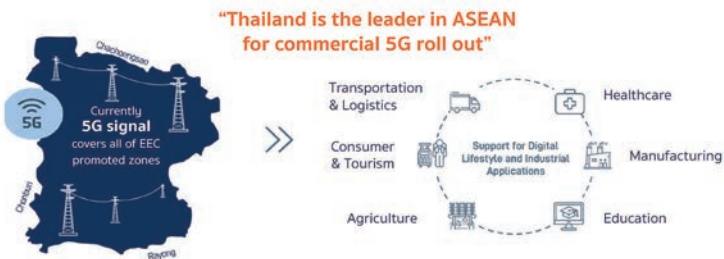 “Thailand is the leader in ASEAN
for commercial 5G roll out”
Chachoengsao
5G
Currently
5G signal
covers all of EEC
promoted zones
Chonburi
Rayong
Transportation
& Logistics
Consumer
& Tourism
Agriculture
Support for Digital
Lifestyle and Industrial
Applications
Healthcare
Manufacturing
Education